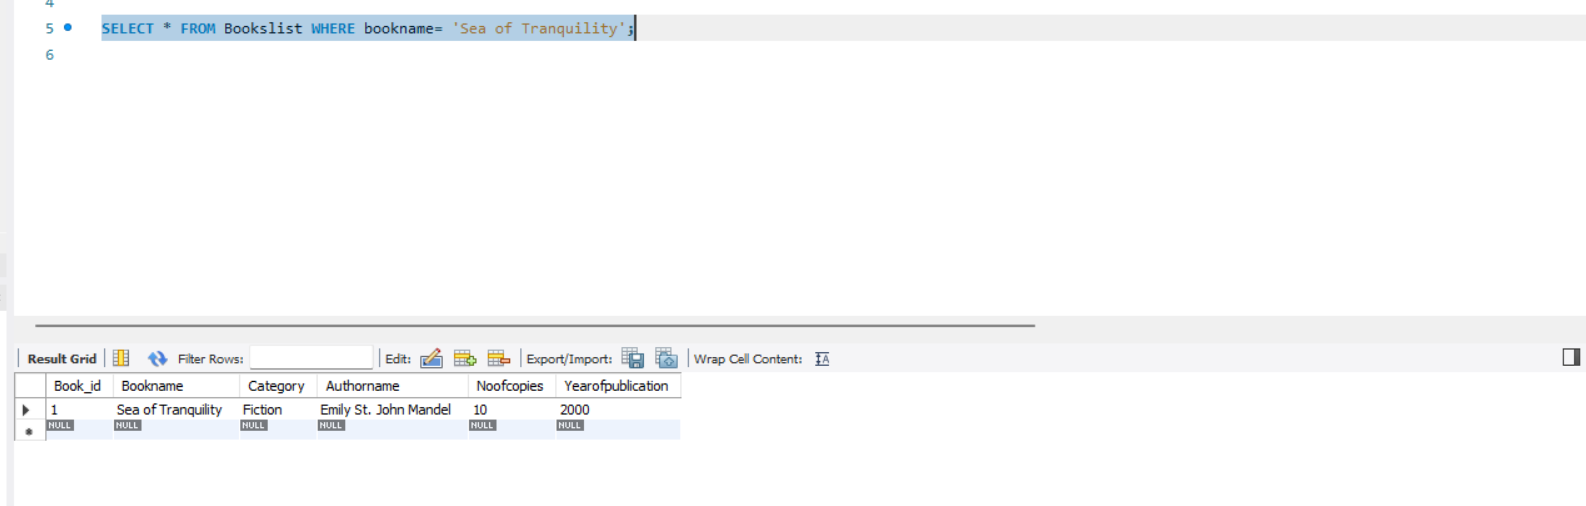 4
5 SELECT * FROM Bookslist WHERE bookname= 'Sea of Tranquility';
6
Result Grid Filter Rows: Edit: Export/Import: Wrap Cell Content: IA
Book_id Bookname Category Authorname Noofcopies Yearofpublication
1 Sea of Tranquility Fiction Emily St. John Mandel 10 2000
NULL NULL NULL NULL NULL NULL